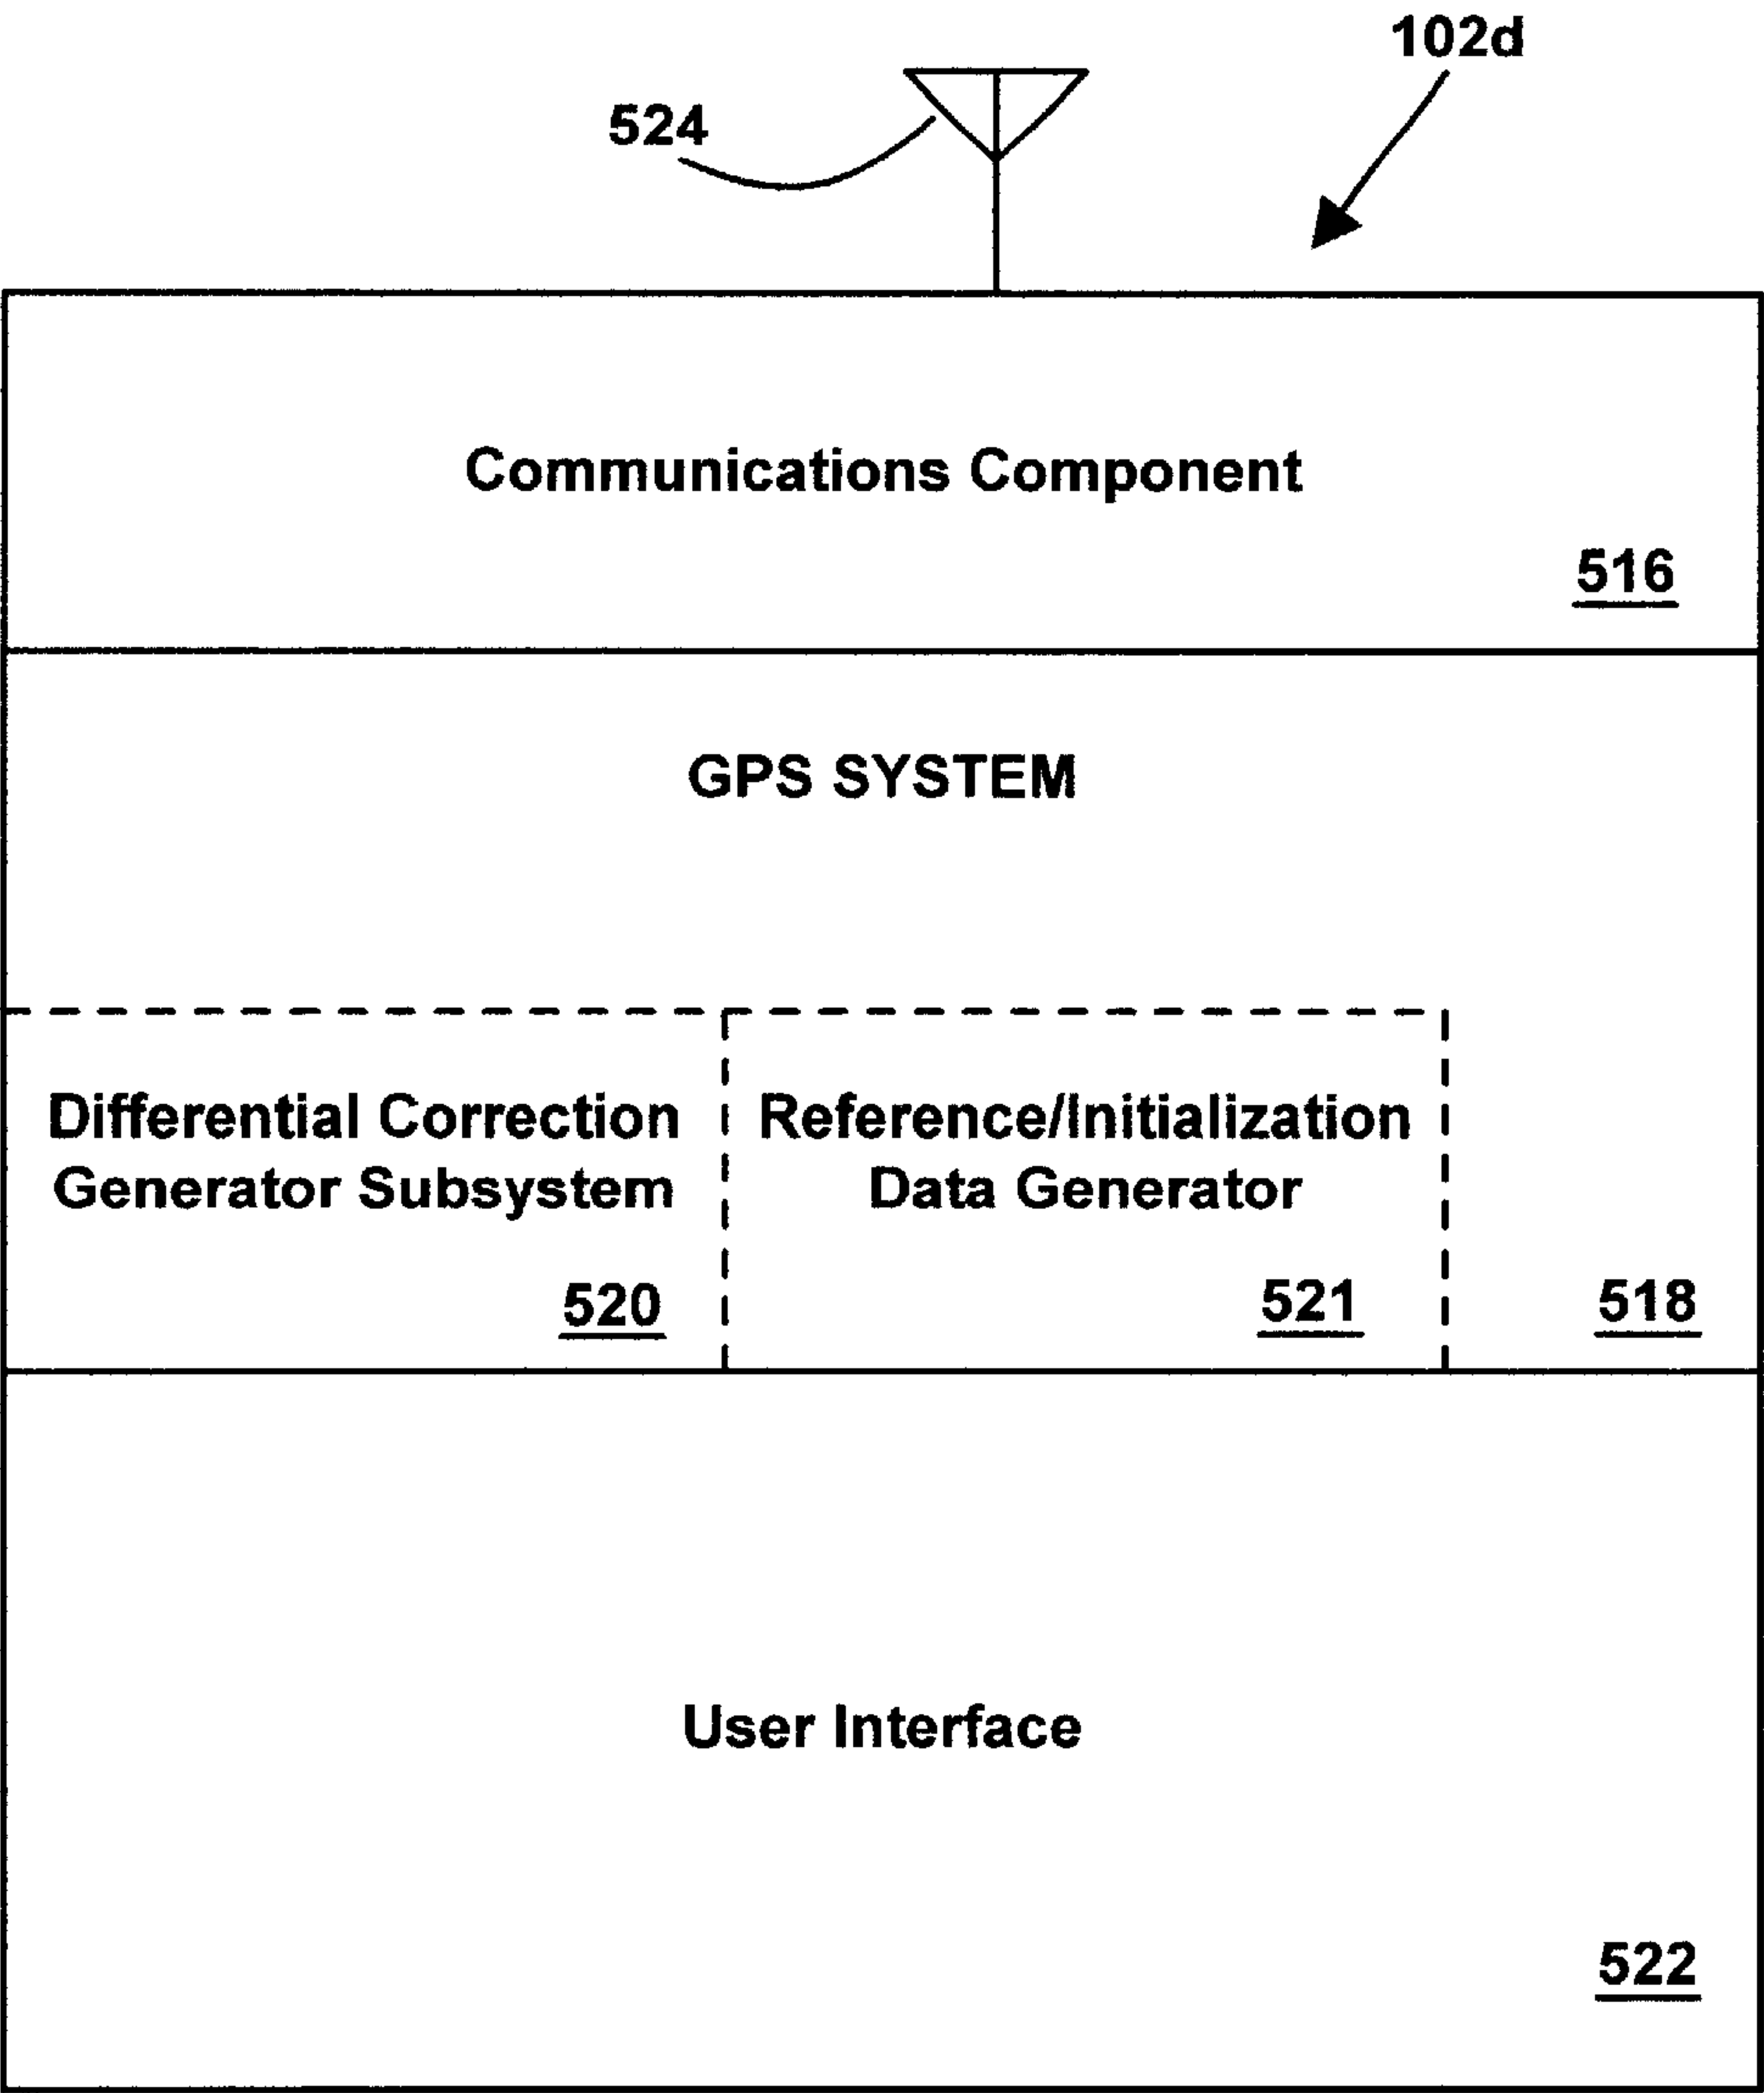 102d
524
Communications Component
516
GPS SYSTEM
Differential Correction
Generator Subsystem
520
Reference/Initialization
Data Generator
521
518
User Interface
522